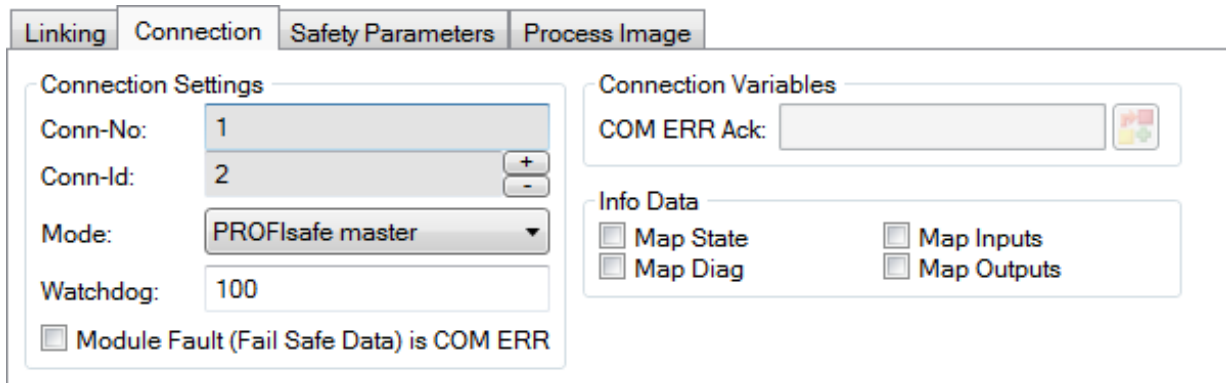 Linking Connection Safety Parameters Process Image
Connection Settings
Conn-No: 1
Conn-Id: 2
+
-
Mode: PROFIsafe master
Watchdog: 100
Module Fault (Fail Safe Data) is COM ERR
Connection Variables
COM ERR Ack:
Info Data
Map State Map Inputs
Map Diag Map Outputs